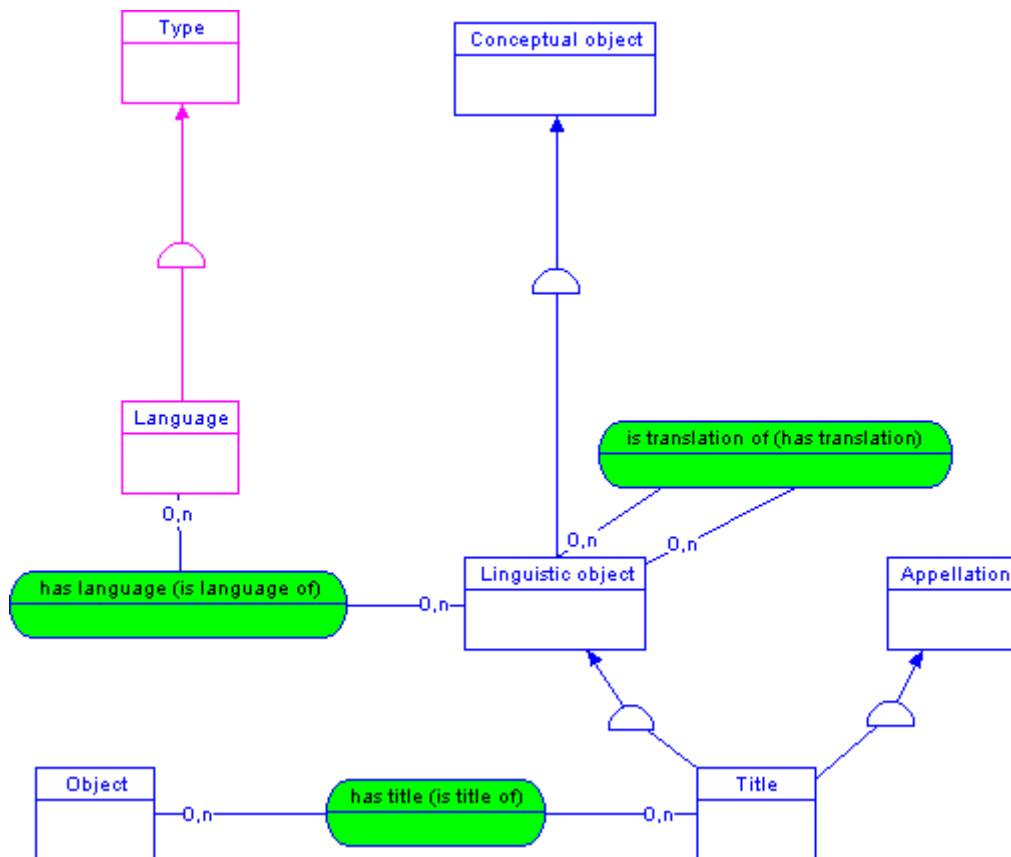 Type
Conceptual object
Language
is translation of (has translation)
0,n
0,n
0,n
Linguistic object
Appellation
has language (is language of)
0,n
Object
has title (is title of)
Title
0,n
0,n